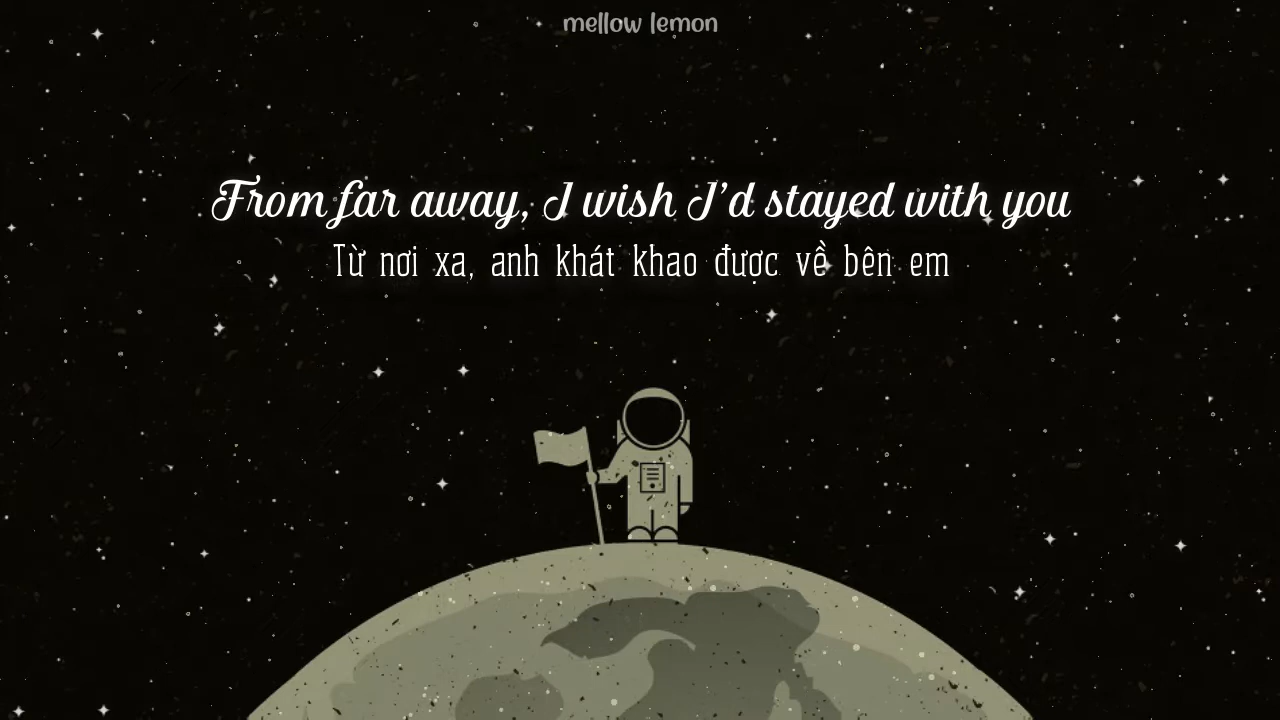 mellow lemon
From far away, I wish I'd stayed with you
Từ nơi xa, anh khát khao được về bên em